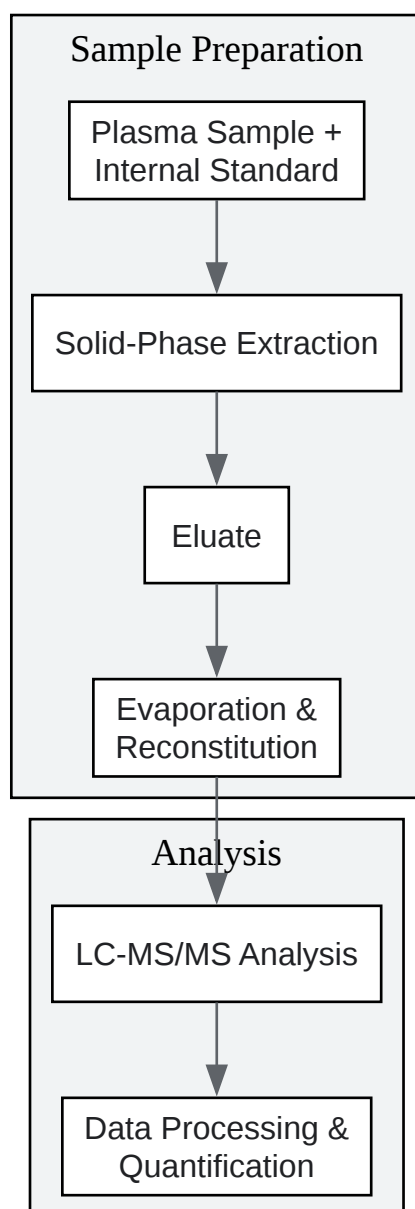 Sample Preparation
Plasma Sample +
Internal Standard
Solid-Phase Extraction
Eluate
Evaporation &
Reconstitution
Analysis
LC-MS/MS Analysis
Data Processing &
Quantification